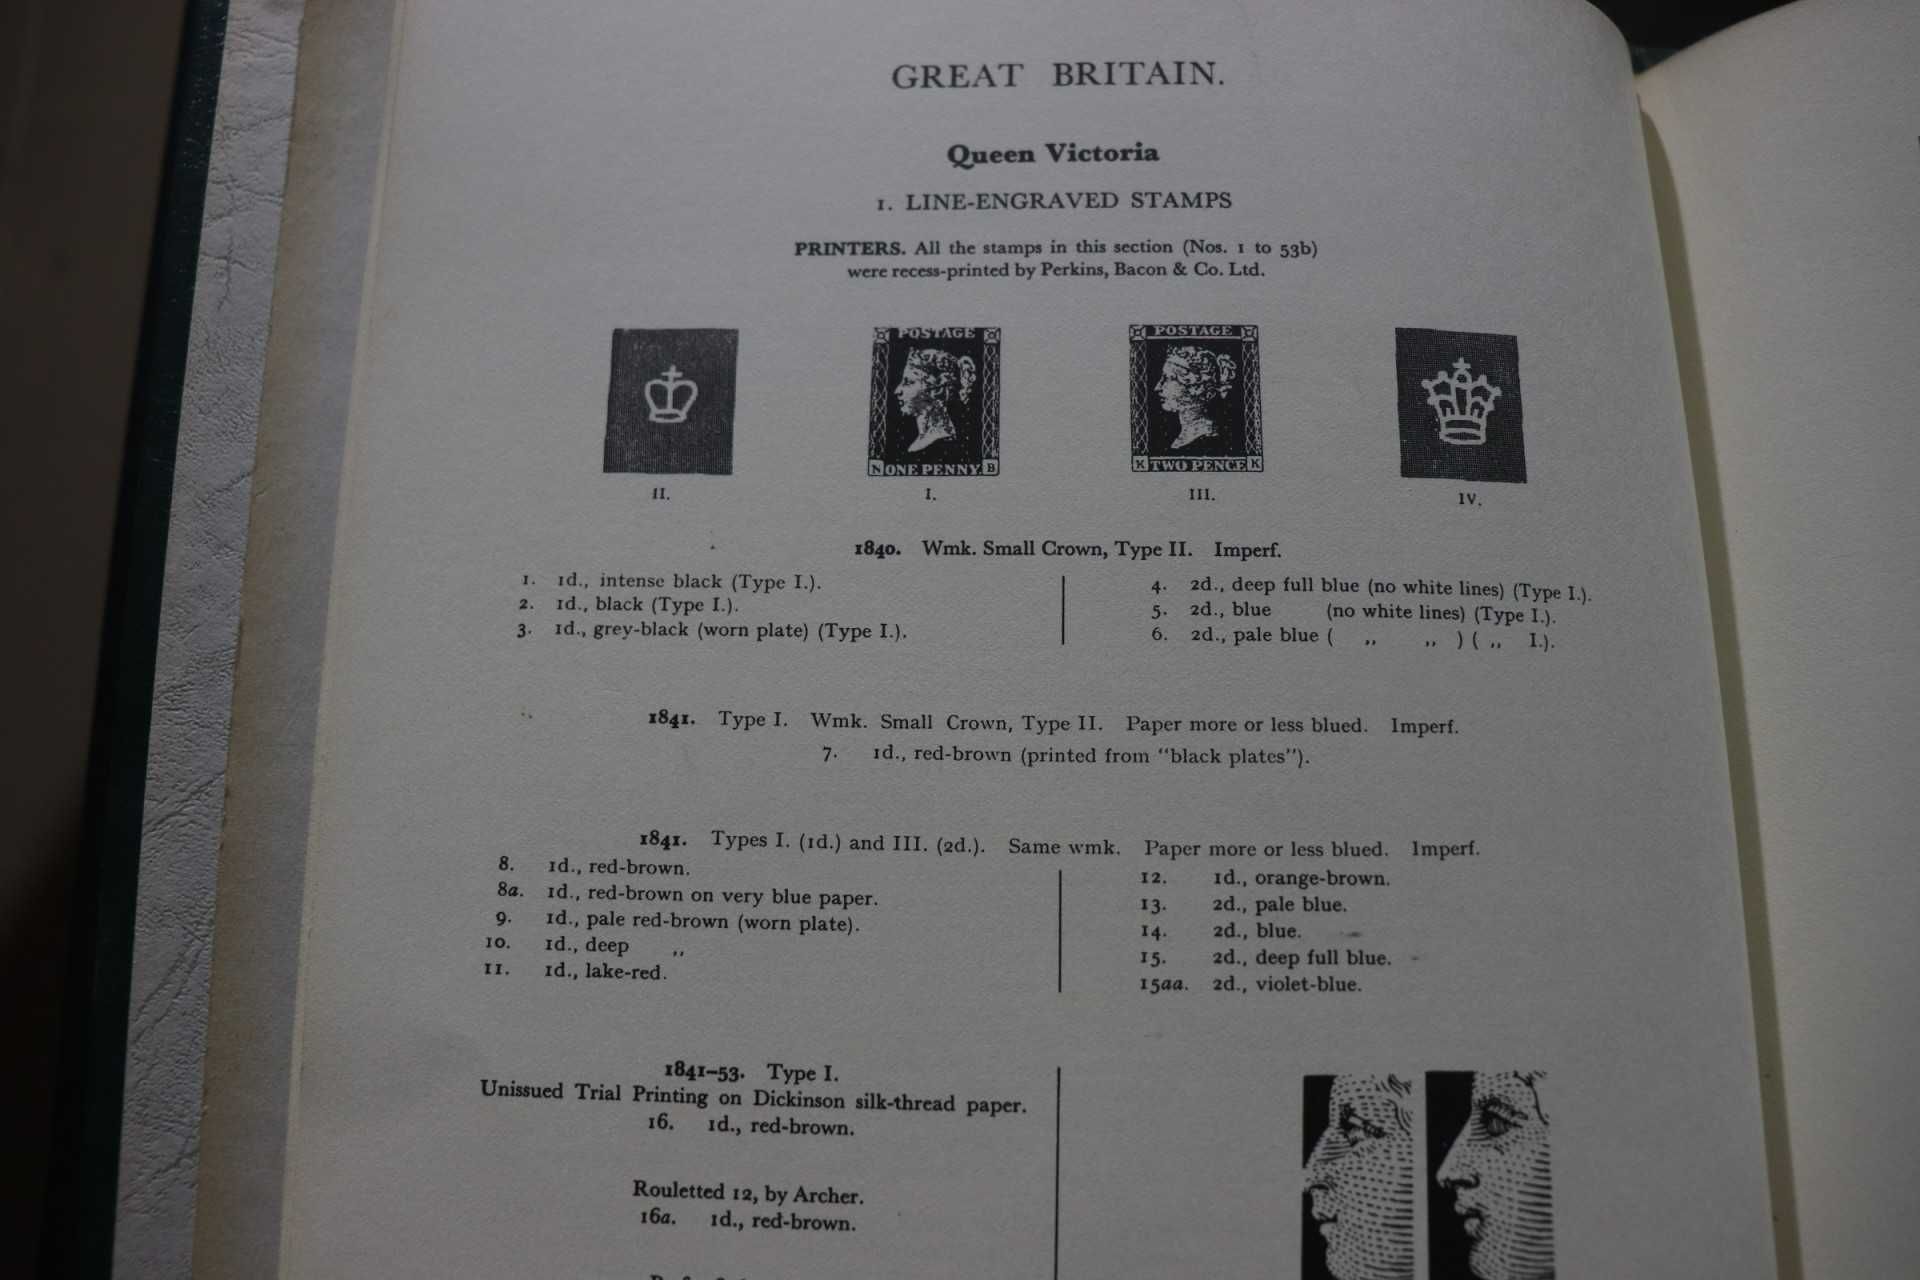 GREAT BRITAIN.
Queen Victoria
1. LINE-ENGRAVED STAMPS
PRINTERS. All the stamps in this section (Nos. 1 to 53b)
were recess-printed by Perkins, Bacon & Co. Ltd.
POSTAGE
N ONE PENNY B
POSTAGE
K TWO PENCE K
II.
I.
III.
IV.
1840. Wmk. Small Crown, Type II. Imperf.
1. 1d., intense black (Type I.).
2. 1d., black (Type I.).
3. 1d., grey-black (worn plate) (Type I.).
4. 2d., deep full blue (no white lines) (Type I.).
5. 2d., blue (no white lines) (Type I.).
6. 2d., pale blue ( ,, ,, ) ( ,, I.).
1841. Type I. Wmk. Small Crown, Type II. Paper more or less blued. Imperf.
7. 1d., red-brown (printed from "black plates").
1841. Types I. (1d.) and III. (2d.). Same wmk. Paper more or less blued. Imperf.
8. 1d., red-brown.
8a. 1d., red-brown on very blue paper.
9. 1d., pale red-brown (worn plate).
10. 1d., deep ,,
11. 1d., lake-red.
12. 1d., orange-brown.
13. 2d., pale blue.
14. 2d., blue.
15. 2d., deep full blue.
15aa. 2d., violet-blue.
1841–53. Type I.
Unissued Trial Printing on Dickinson silk-thread paper.
16. 1d., red-brown.
Rouletted 12, by Archer.
16a. 1d., red-brown.